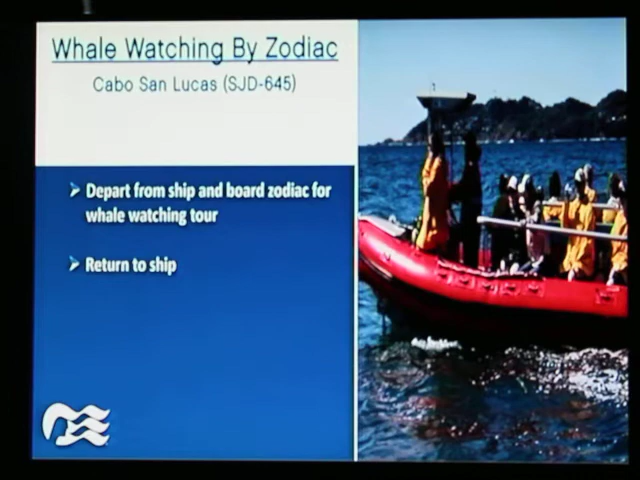 Whale Watching By Zodiac
Cabo San Lucas (SJD-645)
Depart from ship and board zodiac for
whale watching tour
Return to ship